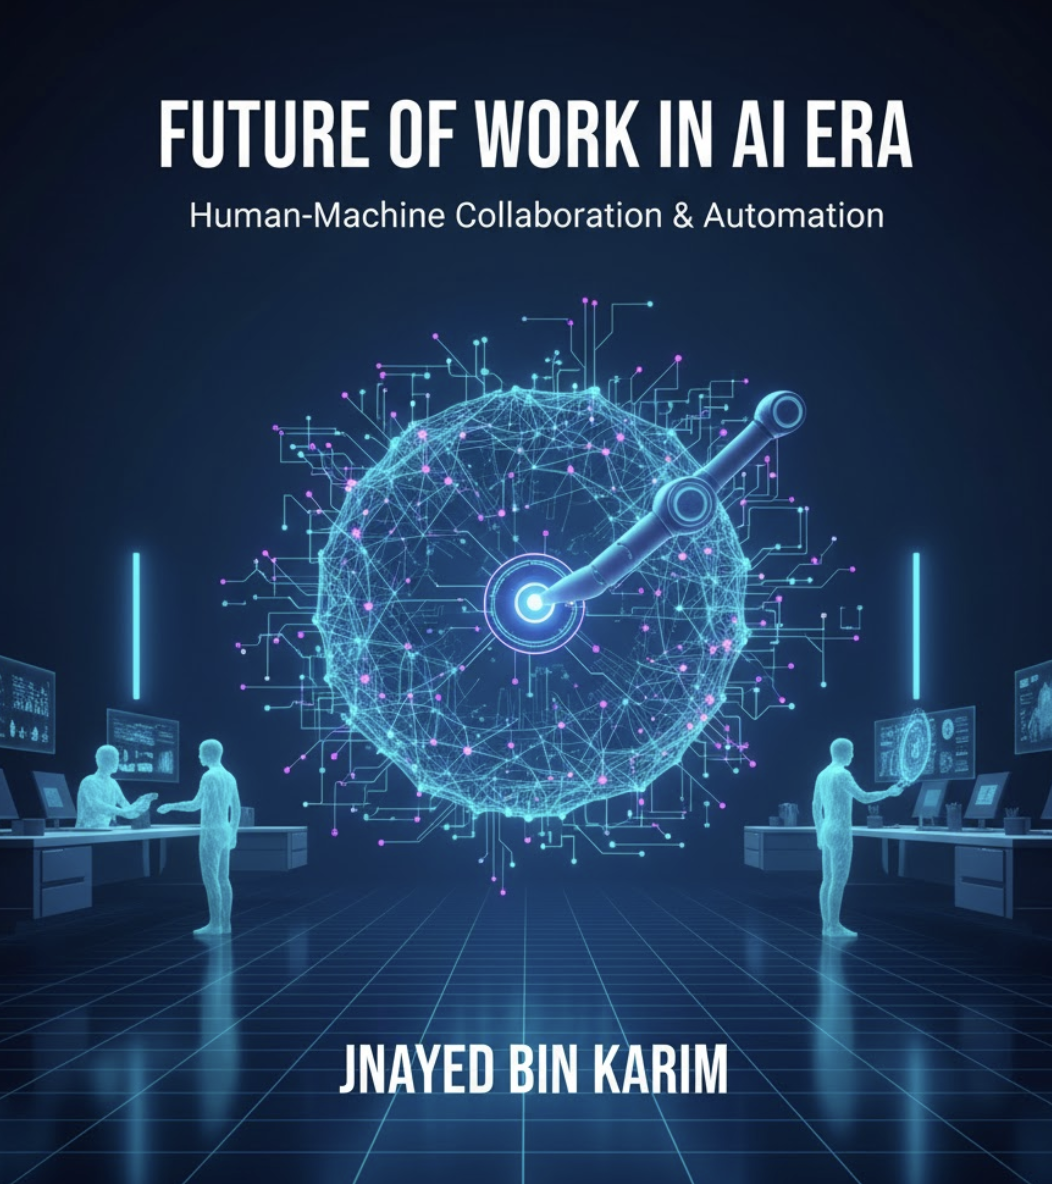 FUTURE OF WORK IN AI ERA
Human-Machine Collaboration & Automation
JNAYED BIN KARIM